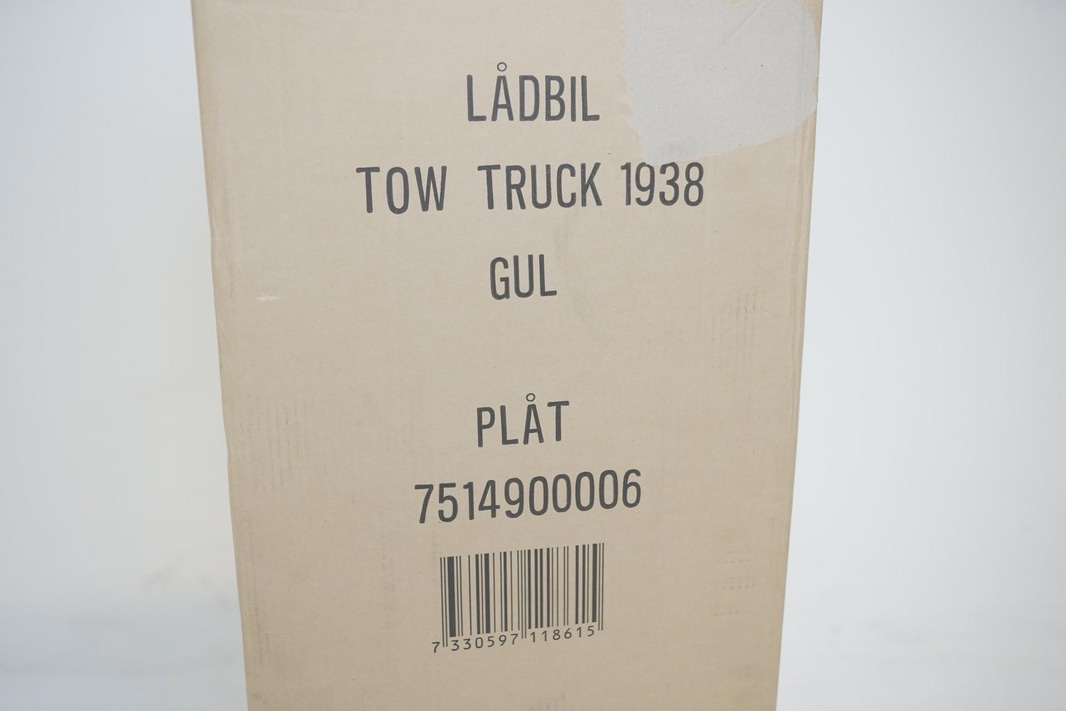 LÅDBIL
TOW TRUCK 1938
GUL
PLÅT
7514900006
7 330597 118615